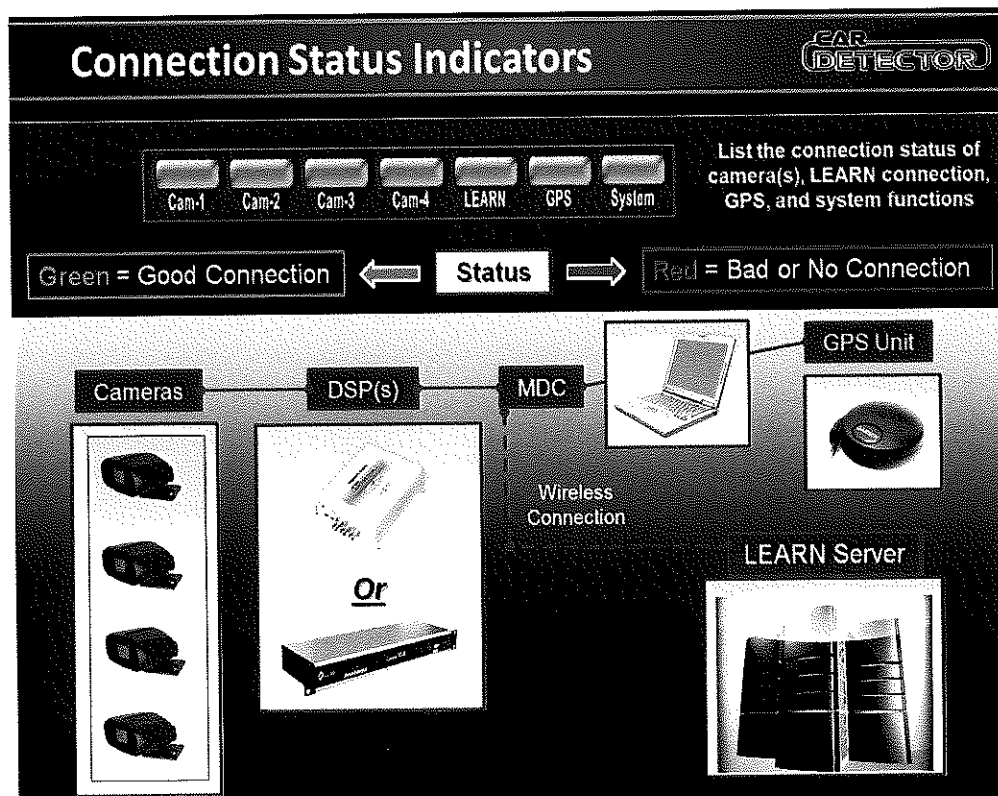 Connection Status Indicators
CAR
DETECTOR
Cam-1 Cam-2 Cam-3 Cam-4 LEARN GPS System
List the connection status of
camera(s), LEARN connection,
GPS, and system functions
Green = Good Connection
Status
Red = Bad or No Connection
Cameras
DSP(s)
MDC
GPS Unit
Wireless
Connection
Or
LEARN Server